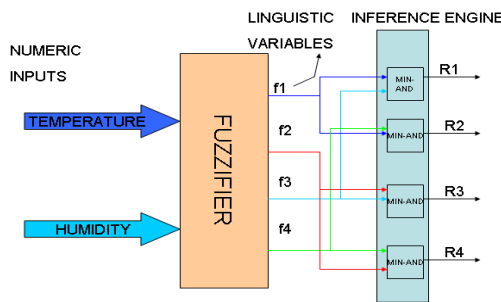 LINGUISTIC
VARIABLES
INFERENCE ENGINE
NUMERIC
INPUTS
TEMPERATURE
HUMIDITY
FUZZIFIER
f1
f2
f3
f4
MIN-
AND
MIN-AND
MIN-AND
MIN-AND
R1
R2
R3
R4